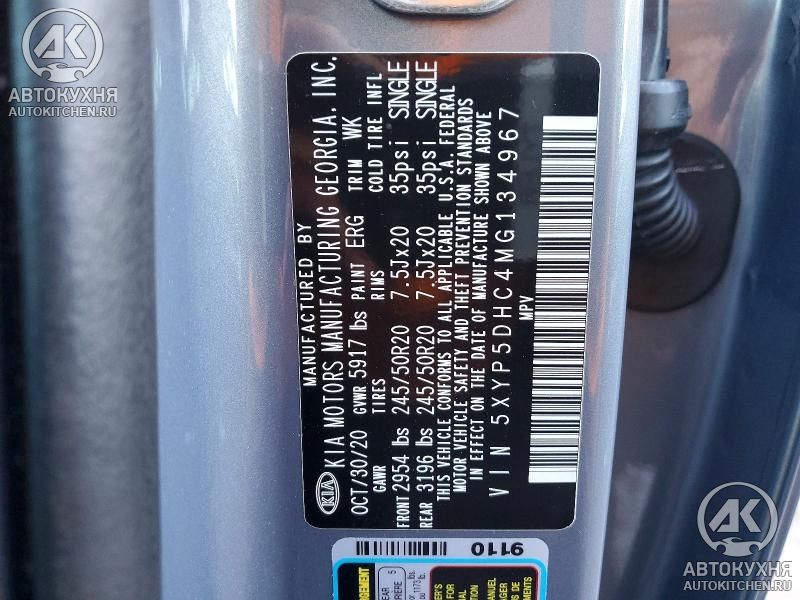 АВТОКУХНЯ
AUTOKITCHEN.RU
MANUFACTURED BY
KIA KIA MOTORS MANUFACTURING GEORGIA, INC.
OCT/30/20 GVWR 5917 lbs PAINT ERG TRIM WK
GAWR TIRES RIMS COLD TIRE INFL
FRONT 2954 lbs 245/50R20 7.5Jx20 35psi SINGLE
REAR 3196 lbs 245/50R20 7.5Jx20 35psi SINGLE
THIS VEHICLE CONFORMS TO ALL APPLICABLE U.S.A. FEDERAL
MOTOR VEHICLE SAFETY AND THEFT PREVENTION STANDARDS
IN EFFECT ON THE DATE OF MANUFACTURE SHOWN ABOVE
VIN 5XYP5DHC4MG134967
MPV
9110
АВТОКУХНЯ
AUTOKITCHEN.RU